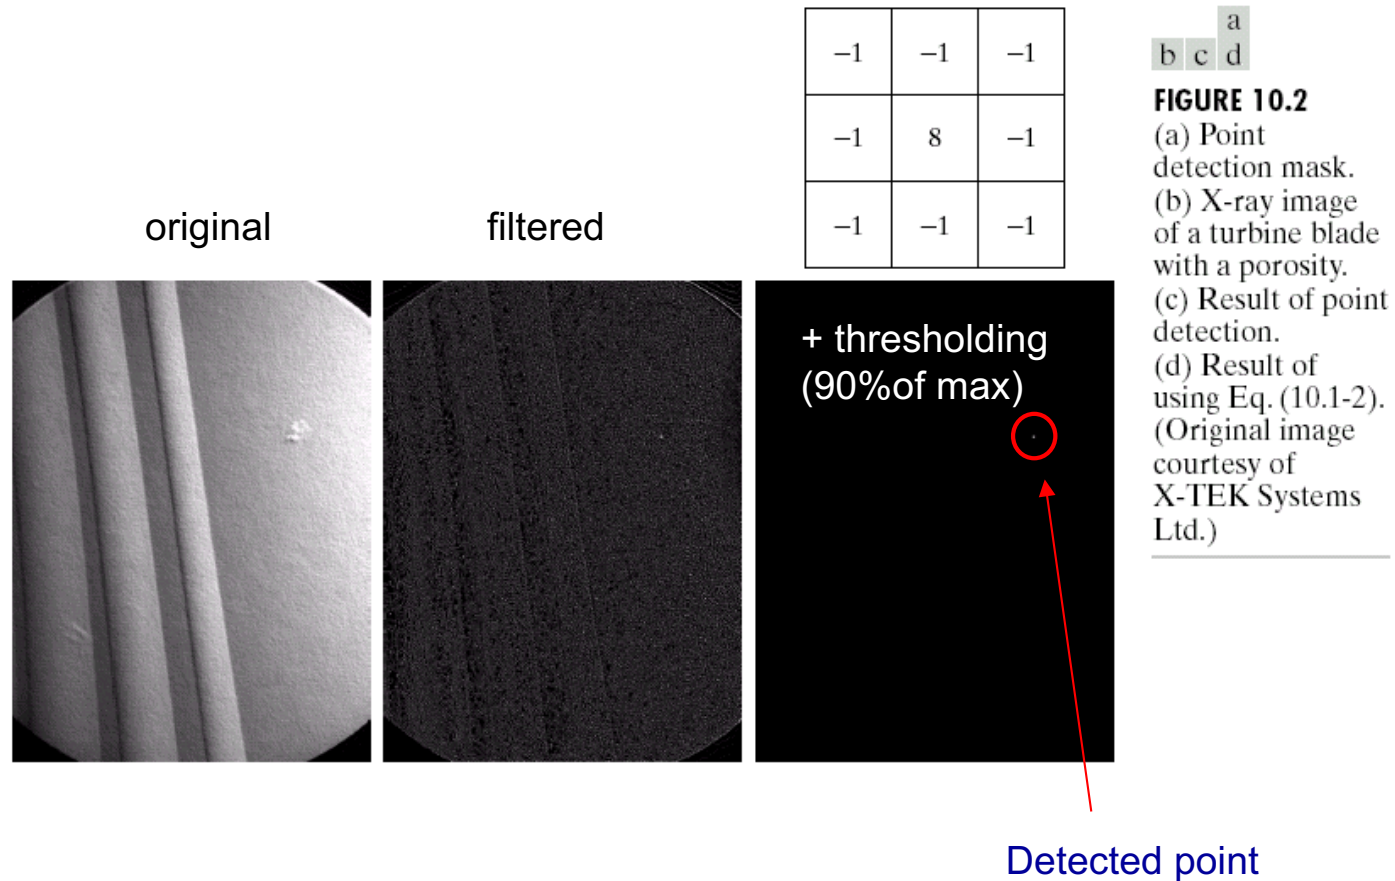 −1 −1 −1
−1 8 −1
−1 −1 −1
a
b c d
FIGURE 10.2
(a) Point
detection mask.
(b) X-ray image
of a turbine blade
with a porosity.
(c) Result of point
detection.
(d) Result of
using Eq. (10.1-2).
(Original image
courtesy of
X-TEK Systems
Ltd.)
original
filtered
+ thresholding
(90%of max)
Detected point